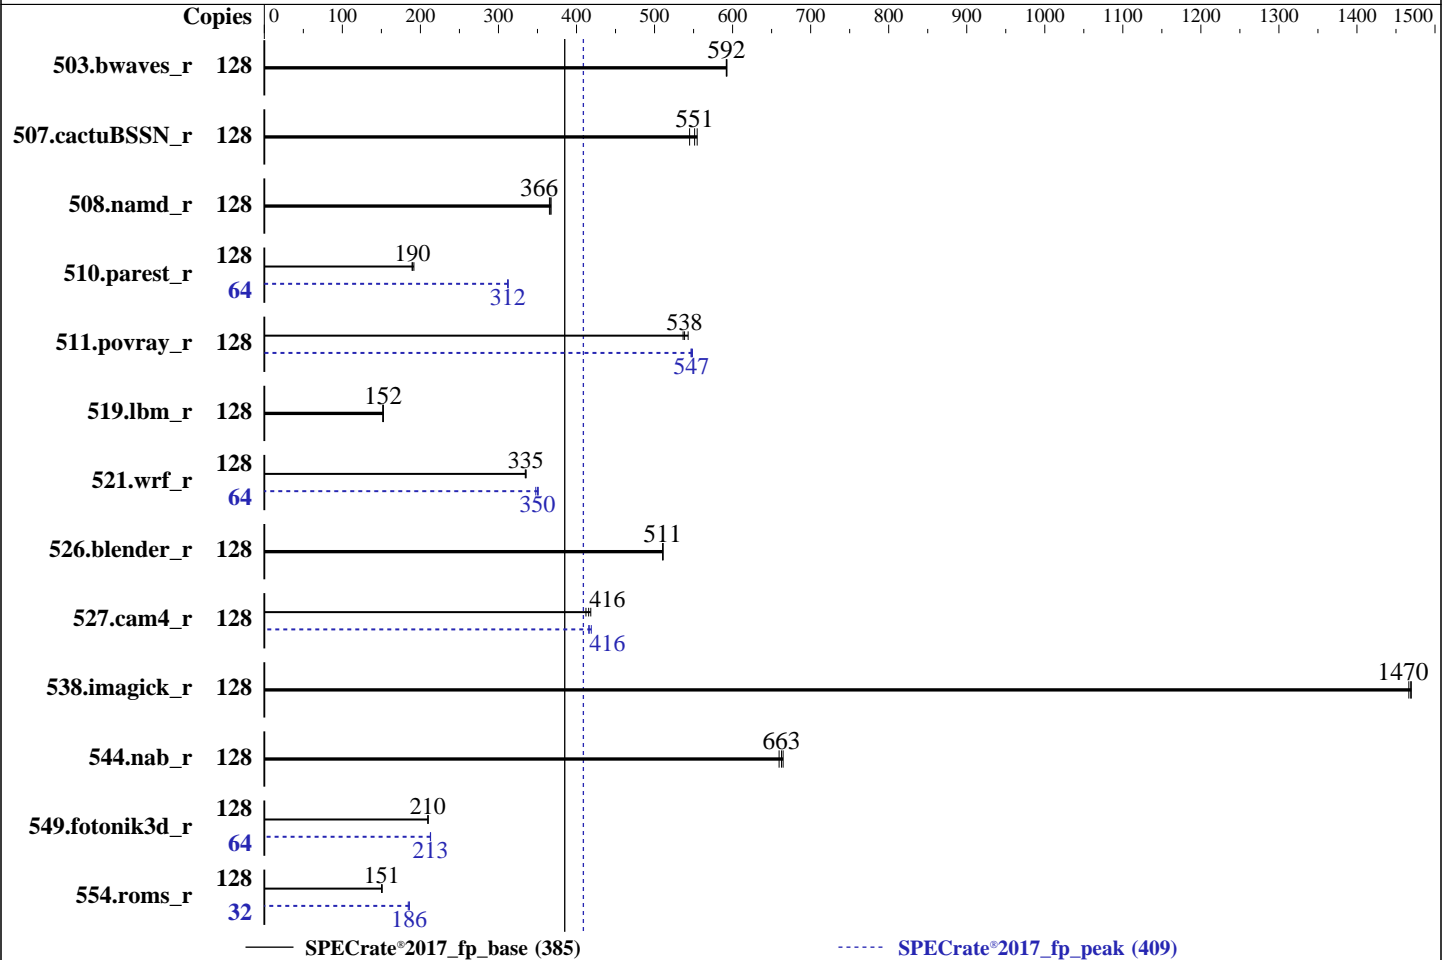 Copies 0 100 200 300 400 500 600 700 800 900 1000 1100 1200 1300 1400 1500
503.bwaves_r 128 592
507.cactuBSSN_r 128 551
508.namd_r 128 366
510.parest_r 128 190
64 312
511.povray_r 128 538
547
519.lbm_r 128 152
521.wrf_r 128 335
64 350
526.blender_r 128 511
527.cam4_r 128 416
416
538.imagick_r 128 1470
544.nab_r 128 663
549.fotonik3d_r 128 210
64 213
554.roms_r 128 151
32 186
SPECrate®2017_fp_base (385) SPECrate®2017_fp_peak (409)